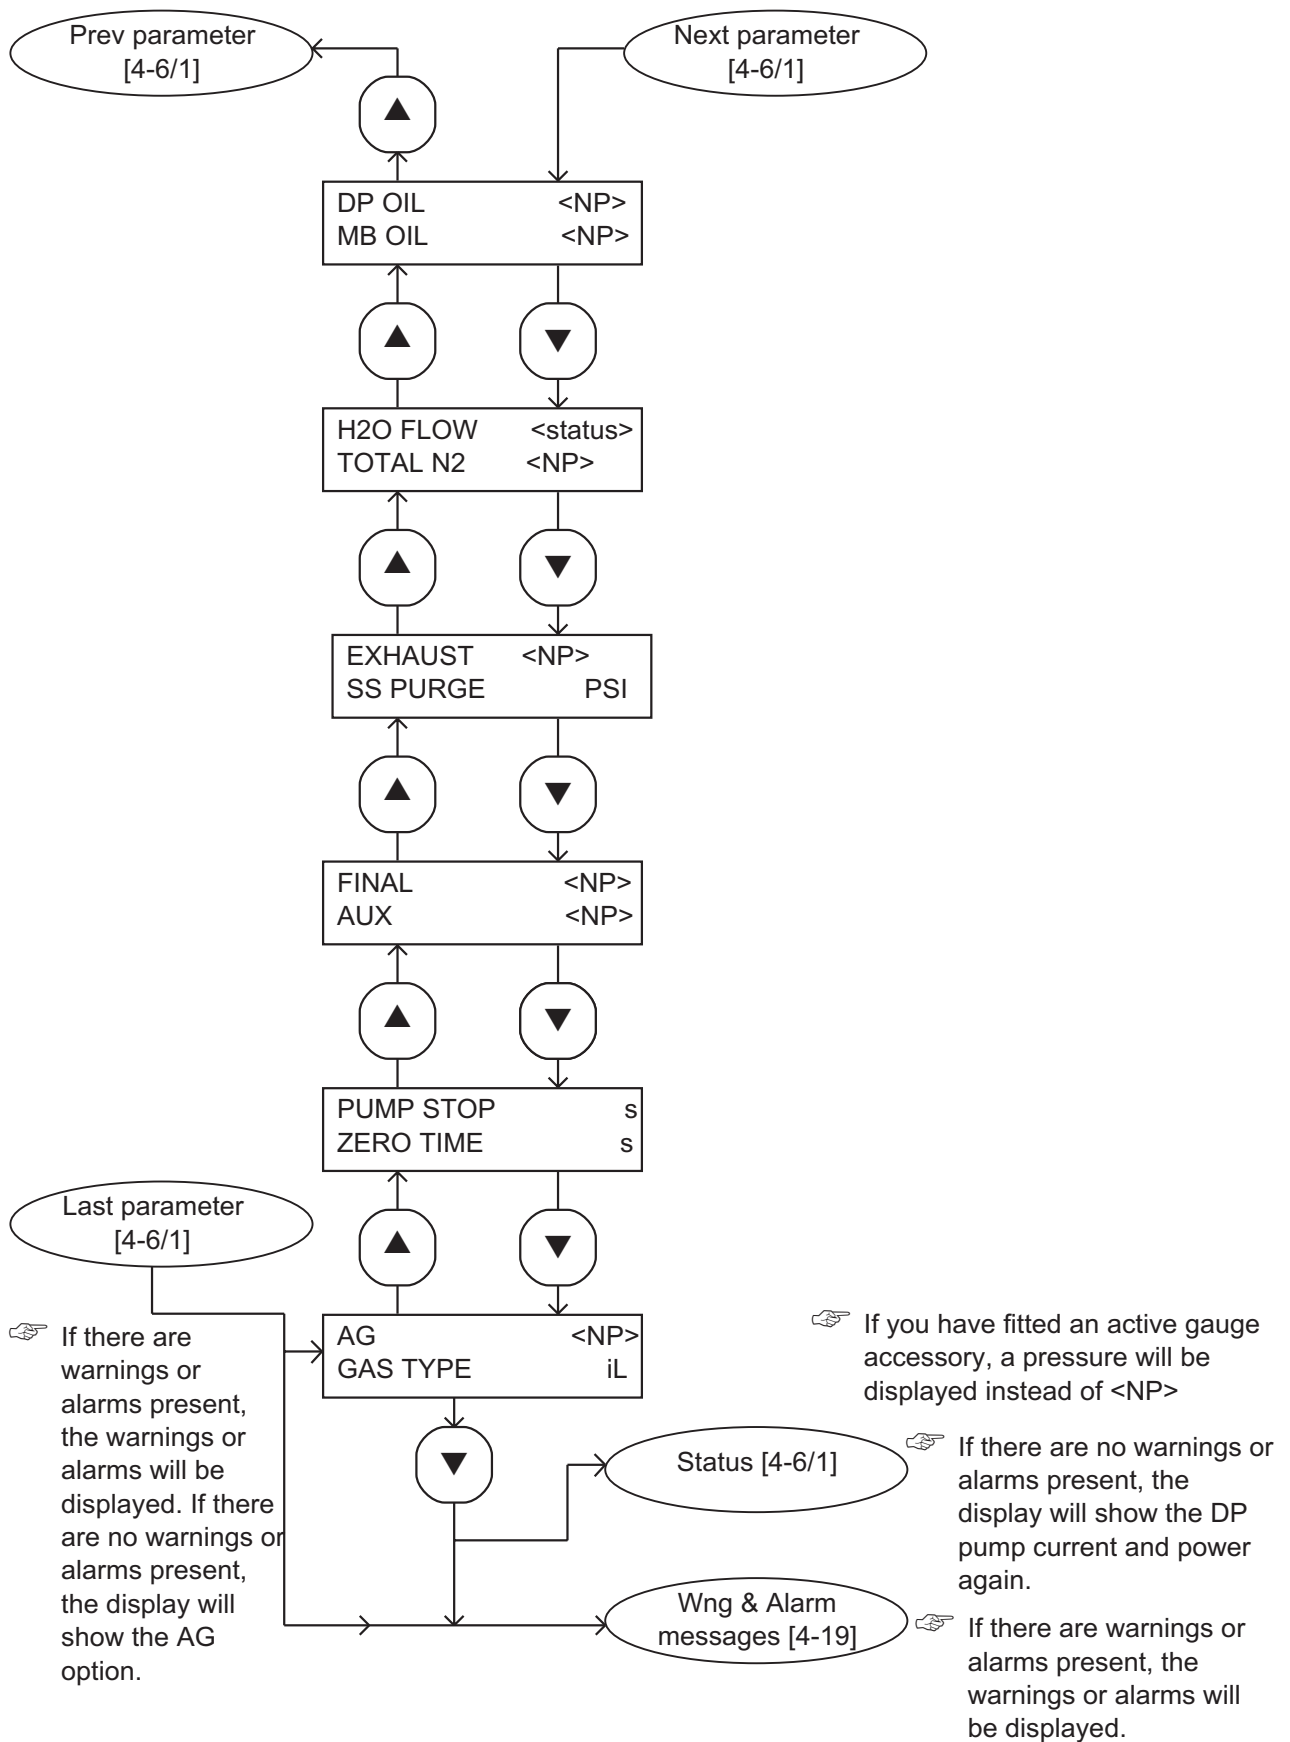 Prev parameter
[4-6/1]
Next parameter
[4-6/1]
DP OIL <NP>
MB OIL <NP>
H2O FLOW <status>
TOTAL N2 <NP>
EXHAUST <NP>
SS PURGE PSI
FINAL <NP>
AUX <NP>
PUMP STOP s
ZERO TIME s
Last parameter
[4-6/1]
AG <NP>
GAS TYPE iL
☞ If there are
warnings or
alarms present,
the warnings or
alarms will be
displayed. If there
are no warnings or
alarms present,
the display will
show the AG
option.
☞ If you have fitted an active gauge
accessory, a pressure will be
displayed instead of <NP>
Status [4-6/1]
☞ If there are no warnings or
alarms present, the
display will show the DP
pump current and power
again.
Wng & Alarm
messages [4-19]
☞ If there are warnings or
alarms present, the
warnings or alarms will
be displayed.